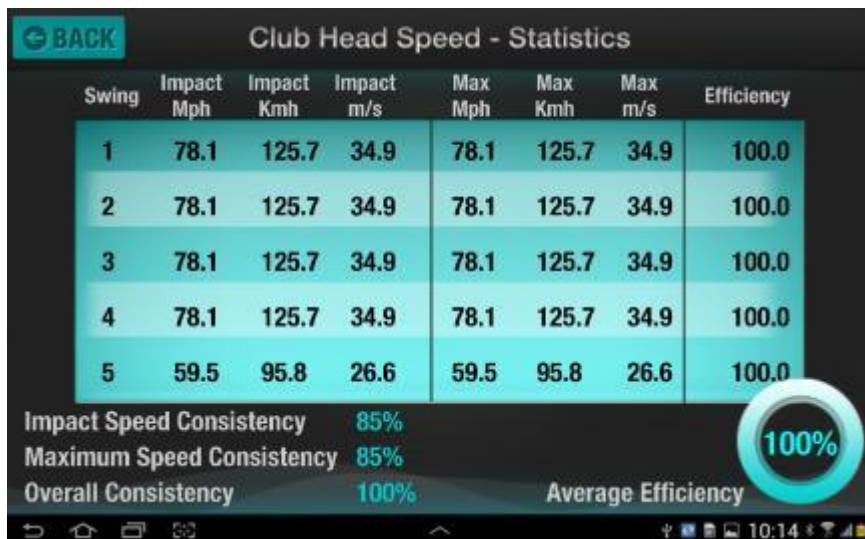 BACK Club Head Speed - Statistics
Swing Impact Mph Impact Kmh Impact m/s Max Mph Max Kmh Max m/s Efficiency
1 78.1 125.7 34.9 78.1 125.7 34.9 100.0
2 78.1 125.7 34.9 78.1 125.7 34.9 100.0
3 78.1 125.7 34.9 78.1 125.7 34.9 100.0
4 78.1 125.7 34.9 78.1 125.7 34.9 100.0
5 59.5 95.8 26.6 59.5 95.8 26.6 100.0
Impact Speed Consistency 85%
Maximum Speed Consistency 85%
Overall Consistency 100%
Average Efficiency 100%
10:14